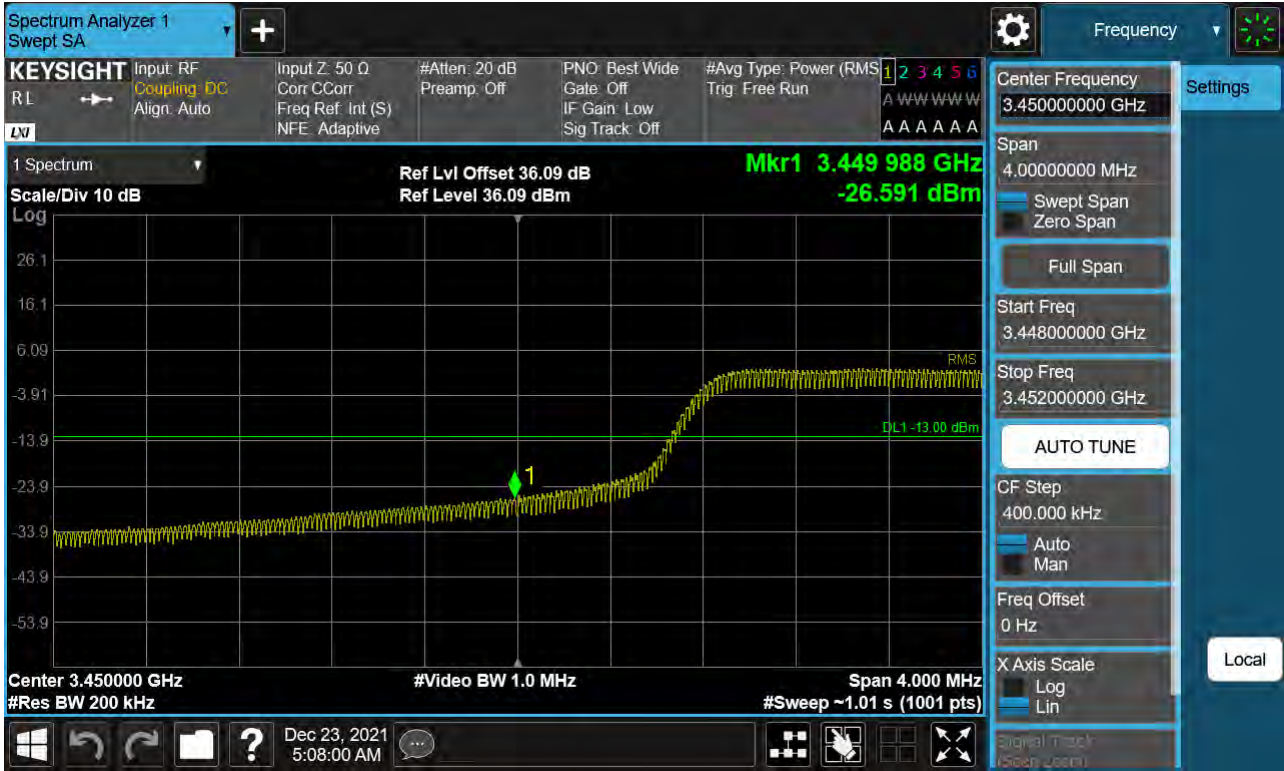 Spectrum Analyzer 1
Swept SA
Frequency
KEYSIGHT
RL
LXI
Input: RF
Coupling: DC
Align: Auto
Input Z: 50 Ω
Corr CCorr
Freq Ref: Int (S)
NFE: Adaptive
#Atten: 20 dB
Preamp: Off
PNO: Best Wide
Gate: Off
IF Gain: Low
Sig Track: Off
#Avg Type: Power (RMS
Trig: Free Run
1 2 3 4 5 6
A W W W W W
A A A A A A
1 Spectrum
Scale/Div 10 dB
Ref Lvl Offset 36.09 dB
Ref Level 36.09 dBm
Mkr1 3.449 988 GHz
-26.591 dBm
Log
26.1
16.1
6.09
-3.91
-13.9
-23.9
-33.9
-43.9
-53.9
RMS
DL1 -13.00 dBm
1
Center 3.450000 GHz
#Res BW 200 kHz
#Video BW 1.0 MHz
Span 4.000 MHz
#Sweep ~1.01 s (1001 pts)
Center Frequency
3.450000000 GHz
Settings
Span
4.00000000 MHz
Swept Span
Zero Span
Full Span
Start Freq
3.448000000 GHz
Stop Freq
3.452000000 GHz
AUTO TUNE
CF Step
400.000 kHz
Auto
Man
Freq Offset
0 Hz
X Axis Scale
Log
Lin
Signal Track
(Span Zoom)
Local
?
Dec 23, 2021
5:08:00 AM